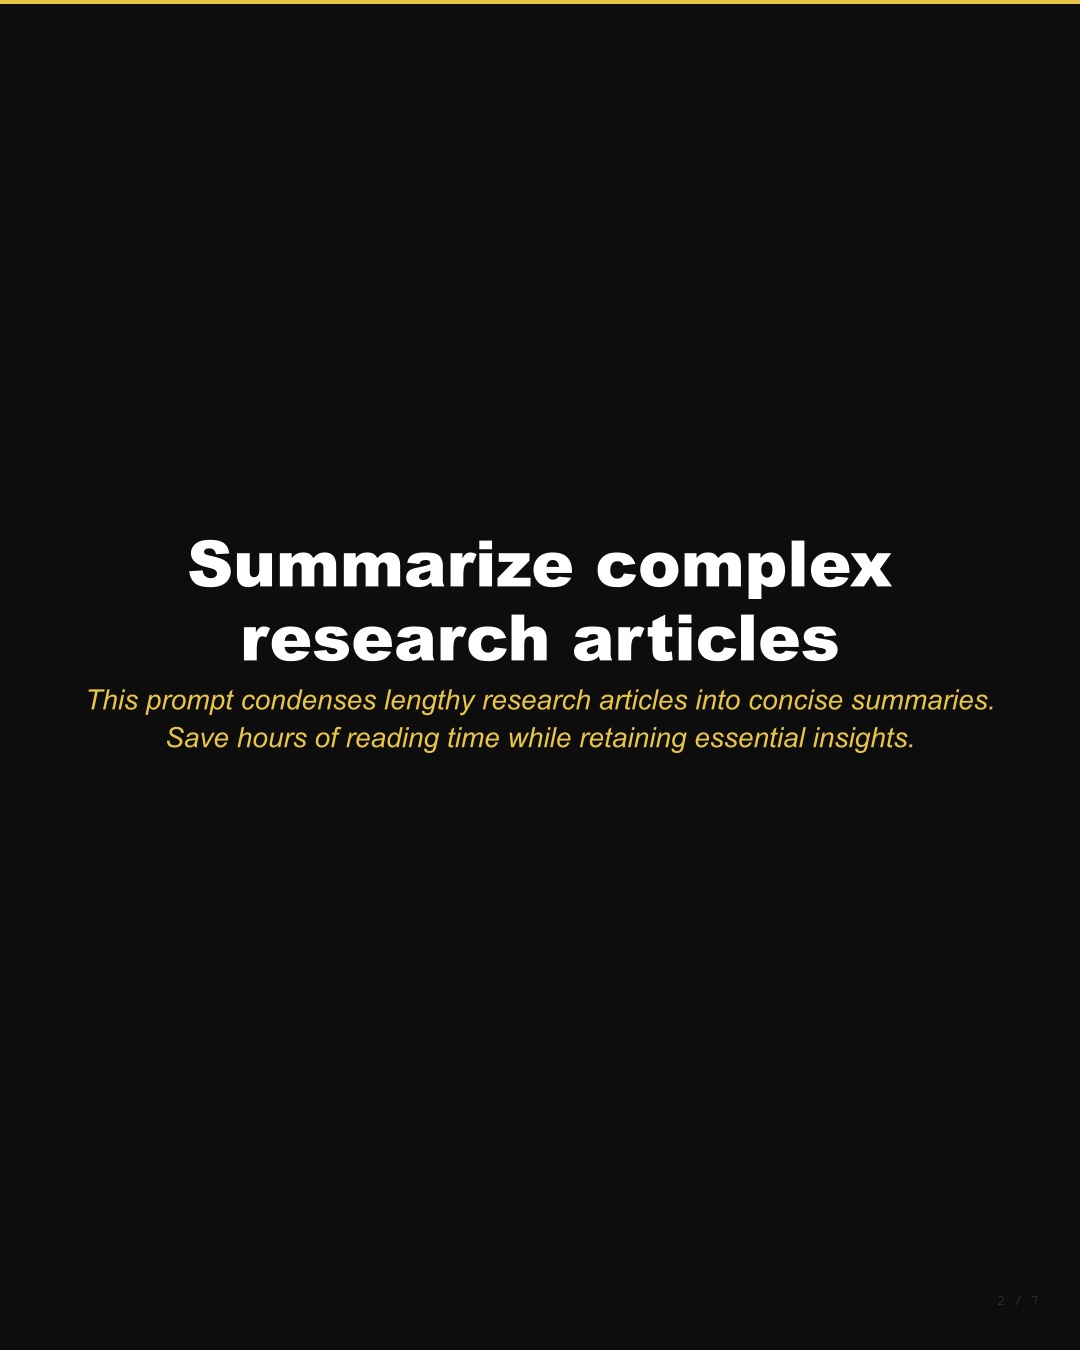 Summarize complex
research articles
This prompt condenses lengthy research articles into concise summaries.
Save hours of reading time while retaining essential insights.
2 / 7